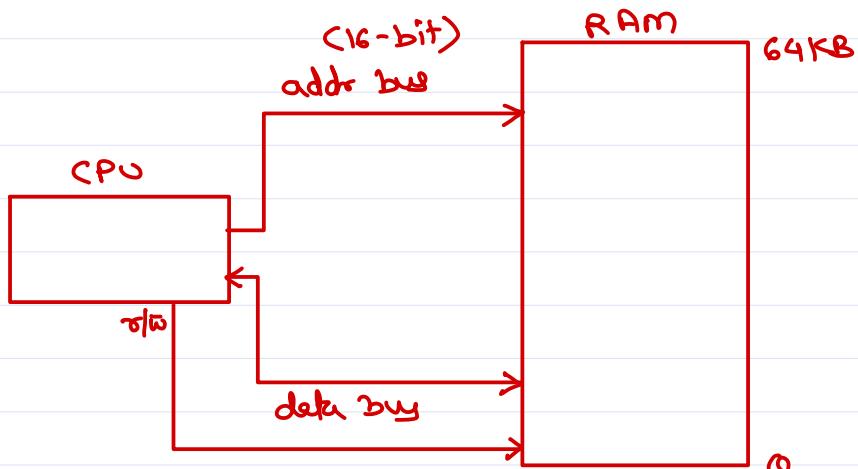 (16-bit)
addr bus
RAM
64KB
CPU
r/w̅
data bus
0